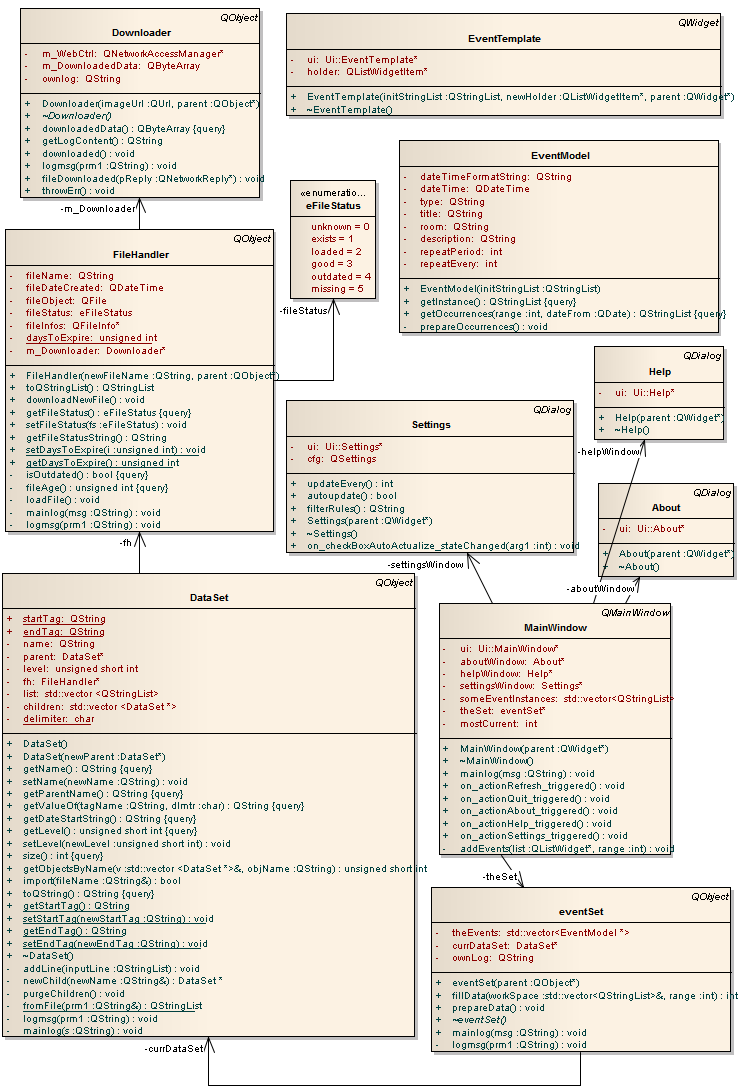 QObject
Downloader
- m_WebCtrl: QNetworkAccessManager*
- m_DownloadedData: QByteArray
- ownlog: QString
+ Downloader(imageUrl :QUrl, parent :QObject*)
+ ~Downloader()
+ downloadedData() : QByteArray {query}
+ getLogContent() : QString
+ downloaded() : void
+ logmsg(prm1 :QString) : void
+ fileDownloaded(pReply :QNetworkReply*) : void
+ throwErr() : void
-m_Downloader
QWidget
EventTemplate
- ui: Ui::EventTemplate*
- holder: QListWidgetItem*
+ EventTemplate(initStringList :QStringList, newHolder :QListWidgetItem*, parent :QWidget*)
+ ~EventTemplate()
EventModel
- dateTimeFormatString: QString
- dateTime: QDateTime
- type: QString
- title: QString
- room: QString
- description: QString
- repeatPeriod: int
- repeatEvery: int
+ EventModel(initStringList :QStringList)
+ getInstance() : QStringList {query}
+ getOccurrences(range :int, dateFrom :QDate) : QStringList {query}
- prepareOccurrences() : void
«enumeratio...
eFileStatus
unknown = 0
exists = 1
loaded = 2
good = 3
outdated = 4
missing = 5
-fileStatus
QObject
FileHandler
- fileName: QString
- fileDateCreated: QDateTime
- fileObject: QFile
- fileStatus: eFileStatus
- fileInfos: QFileInfo*
- daysToExpire: unsigned int
- m_Downloader: Downloader*
+ FileHandler(newFileName :QString, parent :QObject*)
+ toQStringList() : QStringList
+ downloadNewFile() : void
+ getFileStatus() : eFileStatus {query}
+ setFileStatus(fs :eFileStatus) : void
+ getFileStatusString() : QString
+ setDaysToExpire(i :unsigned int) : void
+ getDaysToExpire() : unsigned int
- isOutdated() : bool {query}
- fileAge() : unsigned int {query}
- loadFile() : void
- mainlog(msg :QString) : void
- logmsg(prm1 :QString) : void
-fh
QDialog
Help
- ui: Ui::Help*
+ Help(parent :QWidget*)
+ ~Help()
-helpWindow
QDialog
Settings
- ui: Ui::Settings*
- cfg: QSettings
+ updateEvery() : int
+ autoupdate() : bool
+ filterRules() : QString
+ Settings(parent :QWidget*)
+ ~Settings()
- on_checkBoxAutoActualize_stateChanged(arg1 :int) : void
-settingsWindow
QDialog
About
- ui: Ui::About*
+ About(parent :QWidget*)
+ ~About()
-aboutWindow
QObject
DataSet
+ startTag: QString
+ endTag: QString
- name: QString
- parent: DataSet*
- level: unsigned short int
- fh: FileHandler*
- list: std::vector <QStringList>
- children: std::vector <DataSet *>
- delimiter: char
+ DataSet()
+ DataSet(newParent :DataSet*)
+ getName() : QString {query}
+ setName(newName :QString) : void
+ getParentName() : QString {query}
+ getValueOf(tagName :QString, dlmtr :char) : QString {query}
+ getDateStartString() : QString {query}
+ getLevel() : unsigned short int {query}
+ setLevel(newLevel :unsigned short int) : void
+ size() : int {query}
+ getObjectsByName(v :std::vector <DataSet *>&, objName :QString) : unsigned short int
+ import(fileName :QString&) : bool
+ toQString() : QString {query}
+ getStartTag() : QString
+ setStartTag(newStartTag :QString) : void
+ getEndTag() : QString
+ setEndTag(newEndTag :QString) : void
+ ~DataSet()
- addLine(inputLine :QStringList) : void
- newChild(newName :QString&) : DataSet *
- purgeChildren() : void
- fromFile(prm1 :QString&) : QStringList
- logmsg(prm1 :QString) : void
- mainlog(s :QString) : void
-currDataSet
QMainWindow
MainWindow
- ui: Ui::MainWindow*
- aboutWindow: About*
- helpWindow: Help*
- settingsWindow: Settings*
- someEventInstances: std::vector<QStringList>
- theSet: eventSet*
- mostCurrent: int
+ MainWindow(parent :QWidget*)
+ ~MainWindow()
+ mainlog(msg :QString) : void
- on_actionRefresh_triggered() : void
- on_actionQuit_triggered() : void
- on_actionAbout_triggered() : void
- on_actionHelp_triggered() : void
- on_actionSettings_triggered() : void
- addEvents(list :QListWidget*, range :int) : void
-theSet
QObject
eventSet
- theEvents: std::vector<EventModel *>
- currDataSet: DataSet*
- ownLog: QString
+ eventSet(parent :QObject*)
+ fillData(workSpace :std::vector<QStringList>&, range :int) : int
+ prepareData() : void
+ ~eventSet()
+ mainlog(msg :QString) : void
- logmsg(prm1 :QString) : void